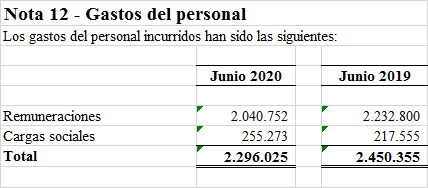 Nota 12 - Gastos del personal
Los gastos del personal incurridos han sido las siguientes:
Junio 2020 Junio 2019
Remuneraciones 2.040.752 2.232.800
Cargas sociales 255.273 217.555
Total 2.296.025 2.450.355